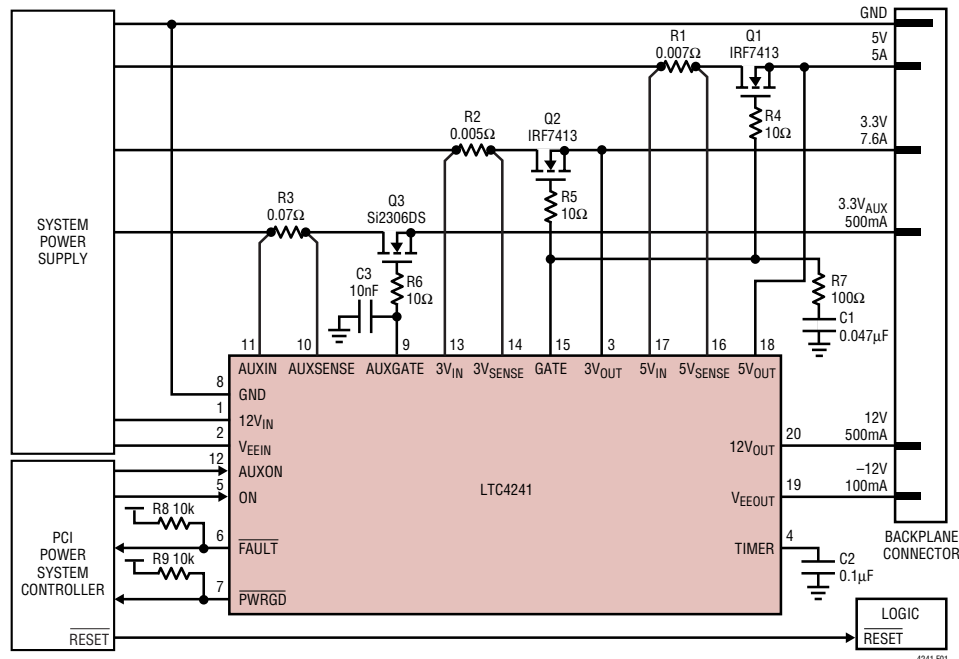 GND
5V
5A
R1
0.007Ω
Q1
IRF7413
R4
10Ω
R2
0.005Ω
Q2
IRF7413
3.3V
7.6A
R5
10Ω
R3
0.07Ω
Q3
Si2306DS
3.3VAUX
500mA
SYSTEM
POWER
SUPPLY
C3
10nF
R6
10Ω
R7
100Ω
C1
0.047µF
11 10 9 13 14 15 3 17 16 18
AUXIN AUXSENSE AUXGATE 3VIN 3VSENSE GATE 3VOUT 5VIN 5VSENSE 5VOUT
8
GND
1
12VIN
2
VEEIN
12
AUXON
5
ON
R8 10k
6
FAULT
R9 10k
7
PWRGD
LTC4241
12VOUT
20
12V
500mA
VEEOUT
19
–12V
100mA
TIMER
4
C2
0.1µF
BACKPLANE
CONNECTOR
PCI
POWER
SYSTEM
CONTROLLER
RESET
LOGIC
RESET
4241 F01